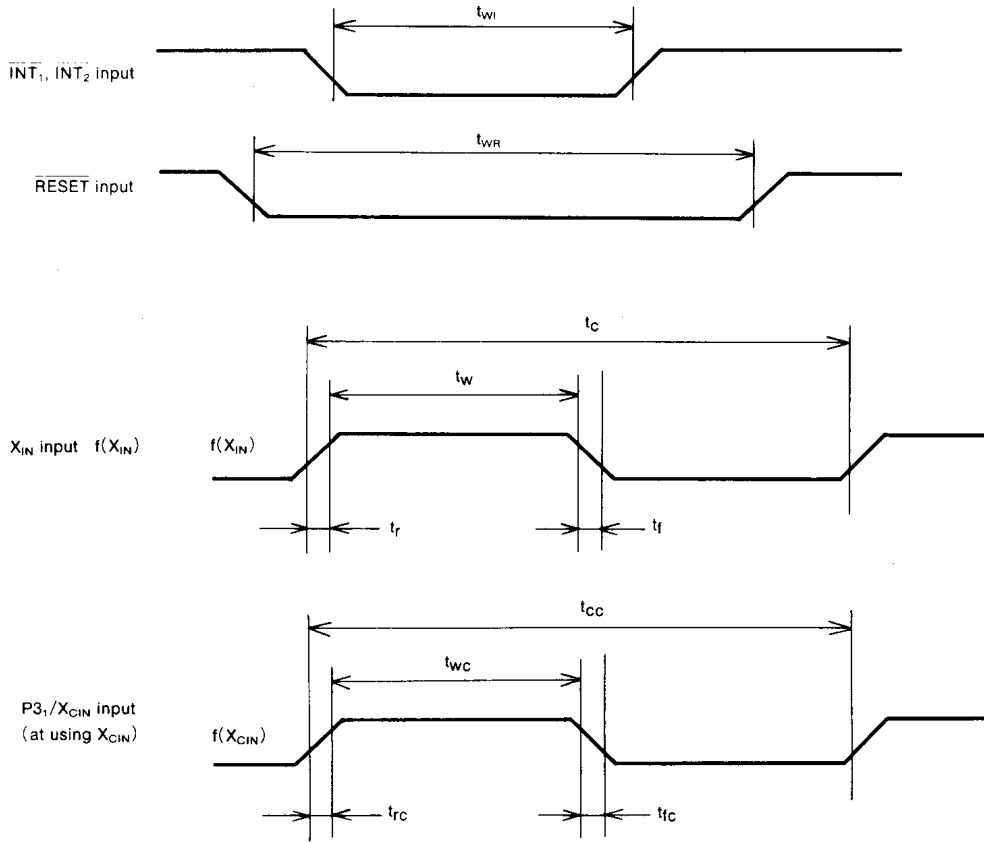 tWI
INT1, INT2 input
tWR
RESET input
tC
tW
XIN input f(XIN) f(XIN)
tr tf
tCC
tWC
P31/XCIN input
(at using XCIN) f(XCIN)
trc tfc